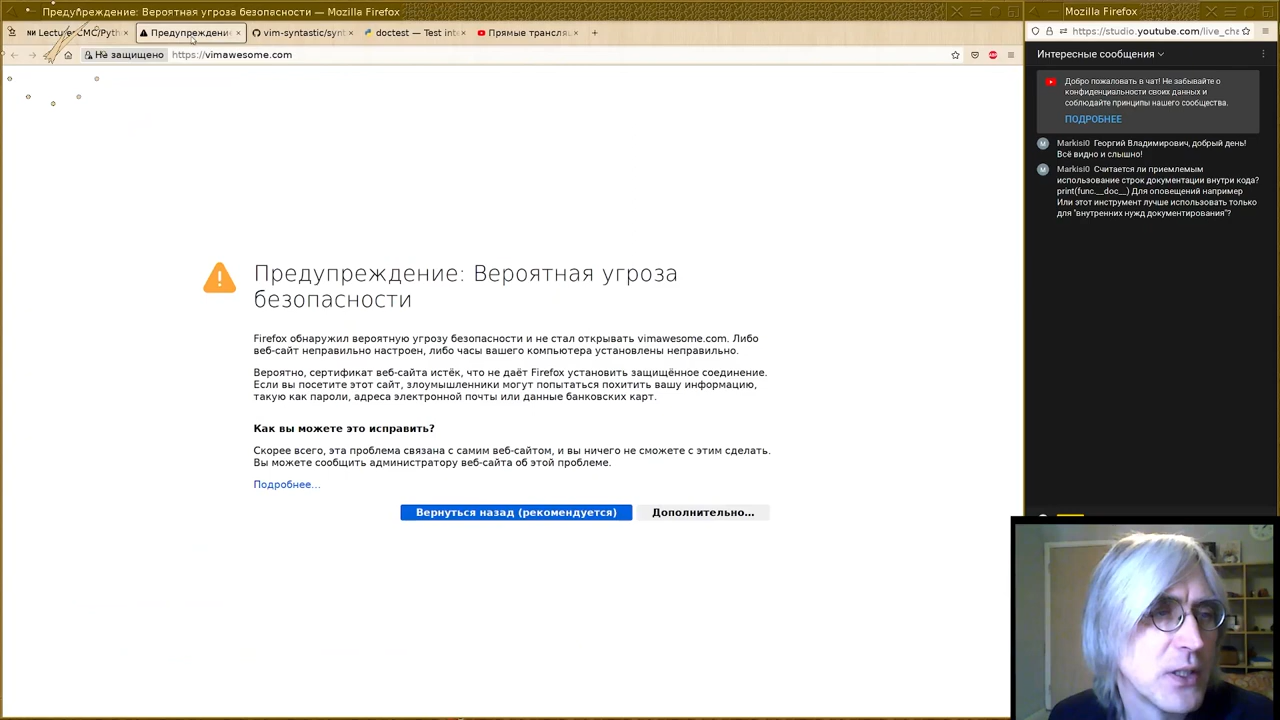 Предупреждение: Вероятная угроза безопасности — Mozilla Firefox
Mozilla Firefox
LecturesCMC/Pyth
Предупреждение
vim-syntastic/synt
doctest — Test inte
Прямые трансляц
https://studio.youtube.com/live_cha
Не защищено
https://vimawesome.com
Интересные сообщения
Добро пожаловать в чат! Не забывайте о
конфиденциальности своих данных и
соблюдайте принципы нашего сообщества.
ПОДРОБНЕЕ
M Markisi0 Георгий Владимирович, добрый день!
Всё видно и слышно!
M Markisi0 Считается ли приемлемым
использование строк документации внутри кода?
print(func.__doc__) Для оповещений например
Или этот инструмент лучше использовать только
для "внутренних нужд документирования"?
Предупреждение: Вероятная угроза
безопасности
Firefox обнаружил вероятную угрозу безопасности и не стал открывать vimawesome.com. Либо
веб-сайт неправильно настроен, либо часы вашего компьютера установлены неправильно.
Вероятно, сертификат веб-сайта истёк, что не даёт Firefox установить защищённое соединение.
Если вы посетите этот сайт, злоумышленники могут попытаться похитить вашу информацию,
такую как пароли, адреса электронной почты или данные банковских карт.
Как вы можете это исправить?
Скорее всего, эта проблема связана с самим веб-сайтом, и вы ничего не сможете с этим сделать.
Вы можете сообщить администратору веб-сайта об этой проблеме.
Подробнее...
Вернуться назад (рекомендуется)
Дополнительно...